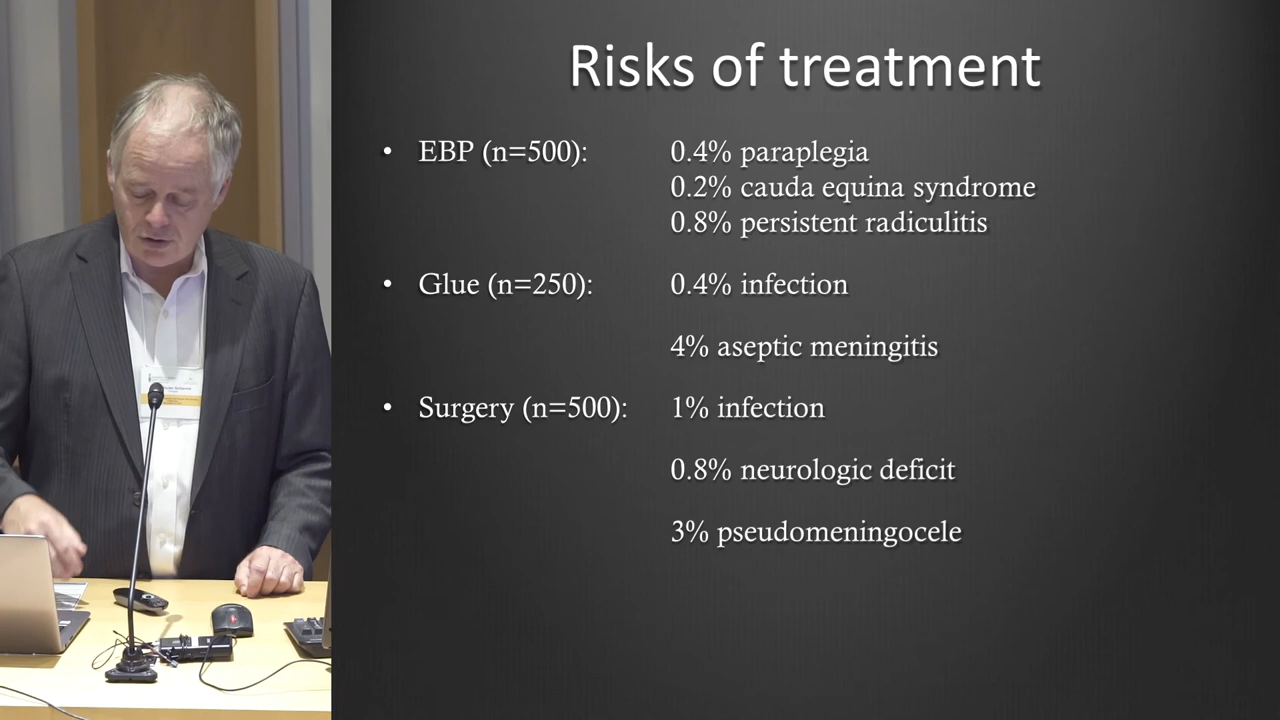 Risks of treatment
• EBP (n=500): 0.4% paraplegia
0.2% cauda equina syndrome
0.8% persistent radiculitis
• Glue (n=250): 0.4% infection
4% aseptic meningitis
• Surgery (n=500): 1% infection
0.8% neurologic deficit
3% pseudomeningocele